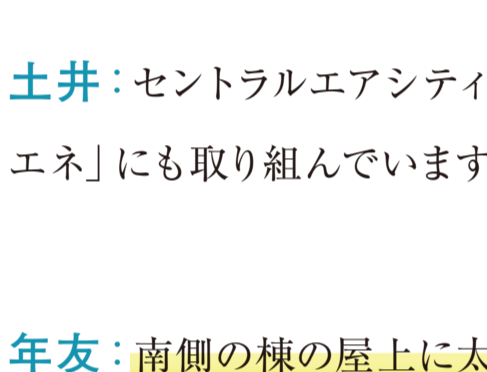 土井：セントラルエアシティ
エネ」にも取り組んでいます
年友：南側の棟の屋上に太